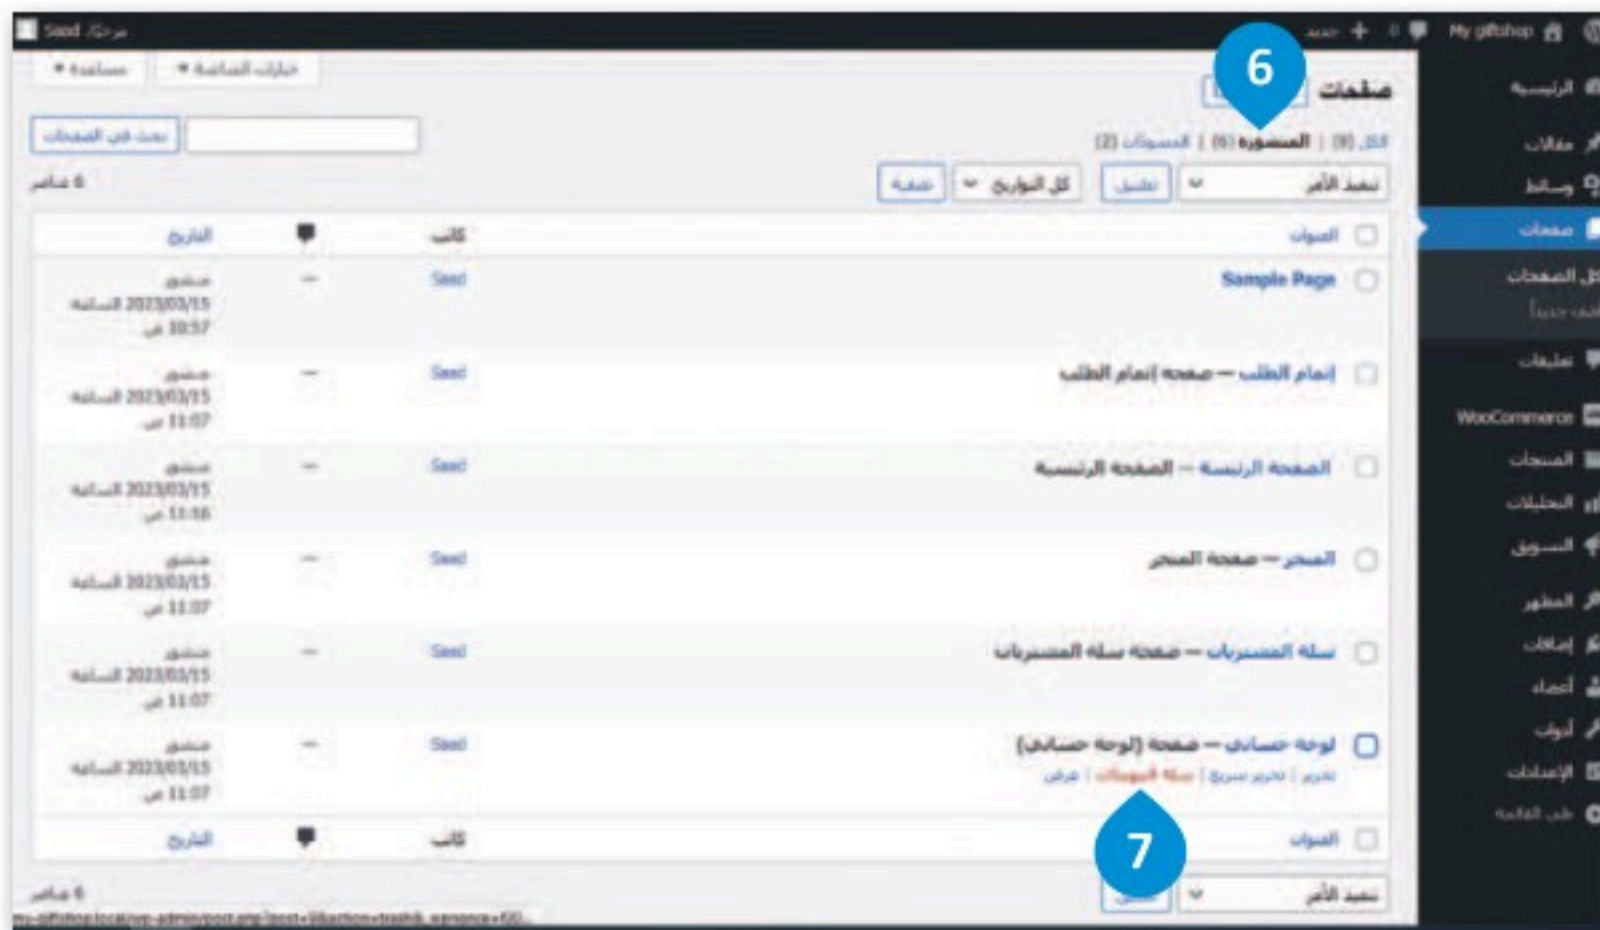 My giftshop
0
جديد
مرحبًا، Saad
الرئيسية
مقالات
وسائط
صفحات
كل الصفحات
أضف جديداً
تعليقات
WooCommerce
المنتجات
التحليلات
التسويق
المظهر
إضافات
أعضاء
أدوات
الإعدادات
طي القائمة
خيارات الشاشة
مساعدة
6
صفحات
الكل (8) | المنشورة (6) | المسودات (2)
بحث في الصفحات
تنفيذ الأمر
تطبيق
كل التواريخ
تصفية
6 عناصر
العنوان
كاتب
التاريخ
Sample Page
Saad
—
منشور
2023/03/15 الساعة
10:57 ص
إتمام الطلب — صفحة إتمام الطلب
Saad
—
منشور
2023/03/15 الساعة
11:07 ص
الصفحة الرئيسة — الصفحة الرئيسية
Saad
—
منشور
2023/03/15 الساعة
11:16 ص
المتجر — صفحة المتجر
Saad
—
منشور
2023/03/15 الساعة
11:07 ص
سلة المشتريات — صفحة سلة المشتريات
Saad
—
منشور
2023/03/15 الساعة
11:07 ص
لوحة حسابي — صفحة (لوحة حسابي)
تحرير | تحرير سريع | سلة المهملات | عرض
Saad
—
منشور
2023/03/15 الساعة
11:07 ص
7
العنوان
كاتب
التاريخ
تنفيذ الأمر
6 عناصر